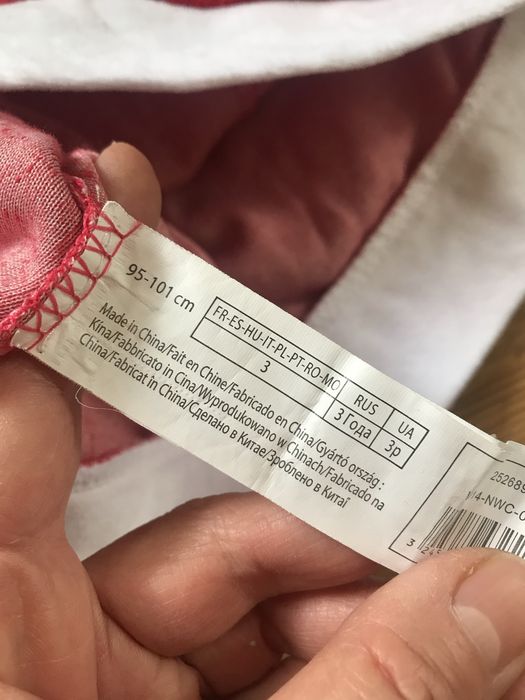 95-101 cm
FR-ES-HU-IT-PL-PT-RO-MO
RUS
UA
3
3 Года
3р
Made in China/Fait en Chine/Fabricado en China/Gyártó ország:
Kína/Fabbricato in Cina/Wyprodukowano w Chinach/Fabricado na
China/Fabricat în China/Сделано в Китае/Зроблено в Китаї